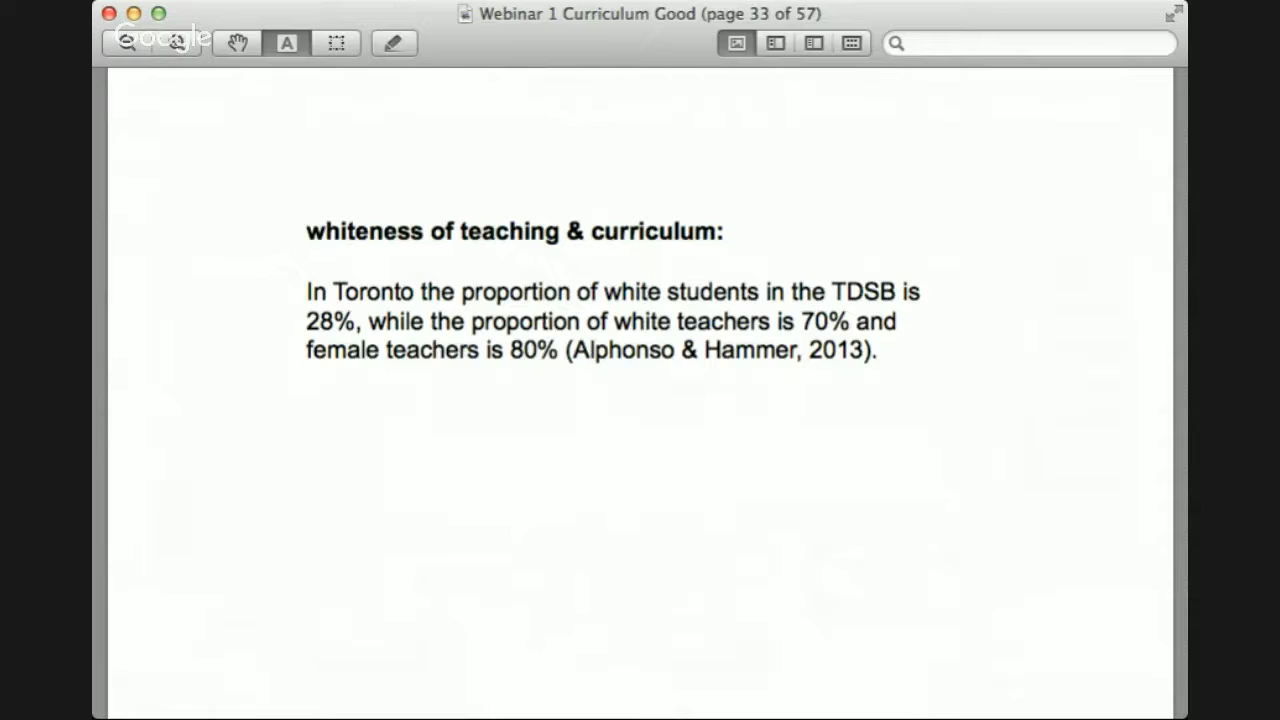 Webinar 1 Curriculum Good (page 33 of 57)
Google
A
whiteness of teaching & curriculum:
In Toronto the proportion of white students in the TDSB is
28%, while the proportion of white teachers is 70% and
female teachers is 80% (Alphonso & Hammer, 2013).